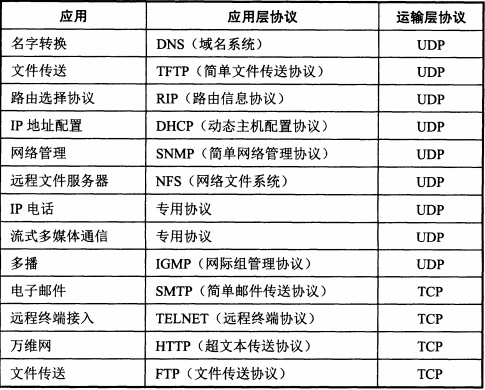 应用 应用层协议 运输层协议
名字转换 DNS（域名系统） UDP
文件传送 TFTP（简单文件传送协议） UDP
路由选择协议 RIP（路由信息协议） UDP
IP 地址配置 DHCP（动态主机配置协议） UDP
网络管理 SNMP（简单网络管理协议） UDP
远程文件服务器 NFS（网络文件系统） UDP
IP 电话 专用协议 UDP
流式多媒体通信 专用协议 UDP
多播 IGMP（网际组管理协议） UDP
电子邮件 SMTP（简单邮件传送协议） TCP
远程终端接入 TELNET（远程终端协议） TCP
万维网 HTTP（超文本传送协议） TCP
文件传送 FTP（文件传送协议） TCP